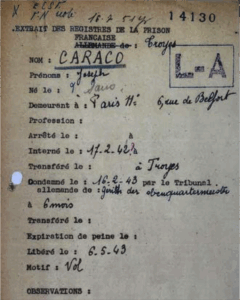 14130
EXTRAIT DES REGISTRES DE LA PRISON
FRANCAISE
ALLEMANDE de : Troyes
L-A
NOM : CARACO
Prénoms : Joseph
Né le :
Demeurant à : Paris 11e 6, rue de Belfort
Profession :
Arrêté le : à
Interné le : 17.2.42 à
Transféré le : à Troyes
Condamné le : 16.2.43 par le Tribunal
allemande de :
à 6 mois
Transféré le :
Expiration de peine le :
Libéré le : 6.5.43
Motif : Vol
OBSERVATIONS :